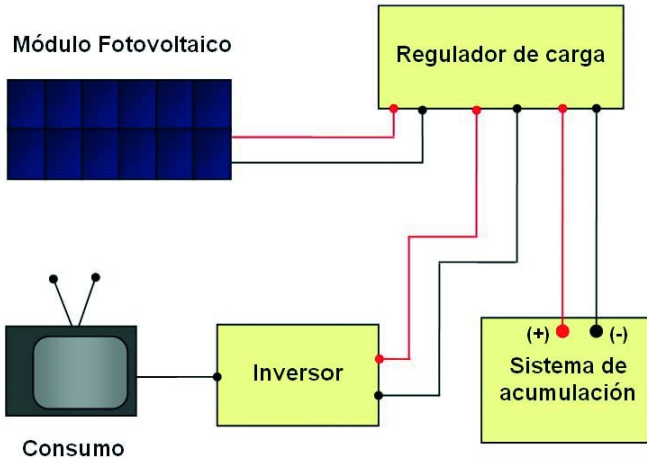 Módulo Fotovoltaico
Regulador de carga
Inversor
(+)
(-)
Sistema de
acumulación
Consumo